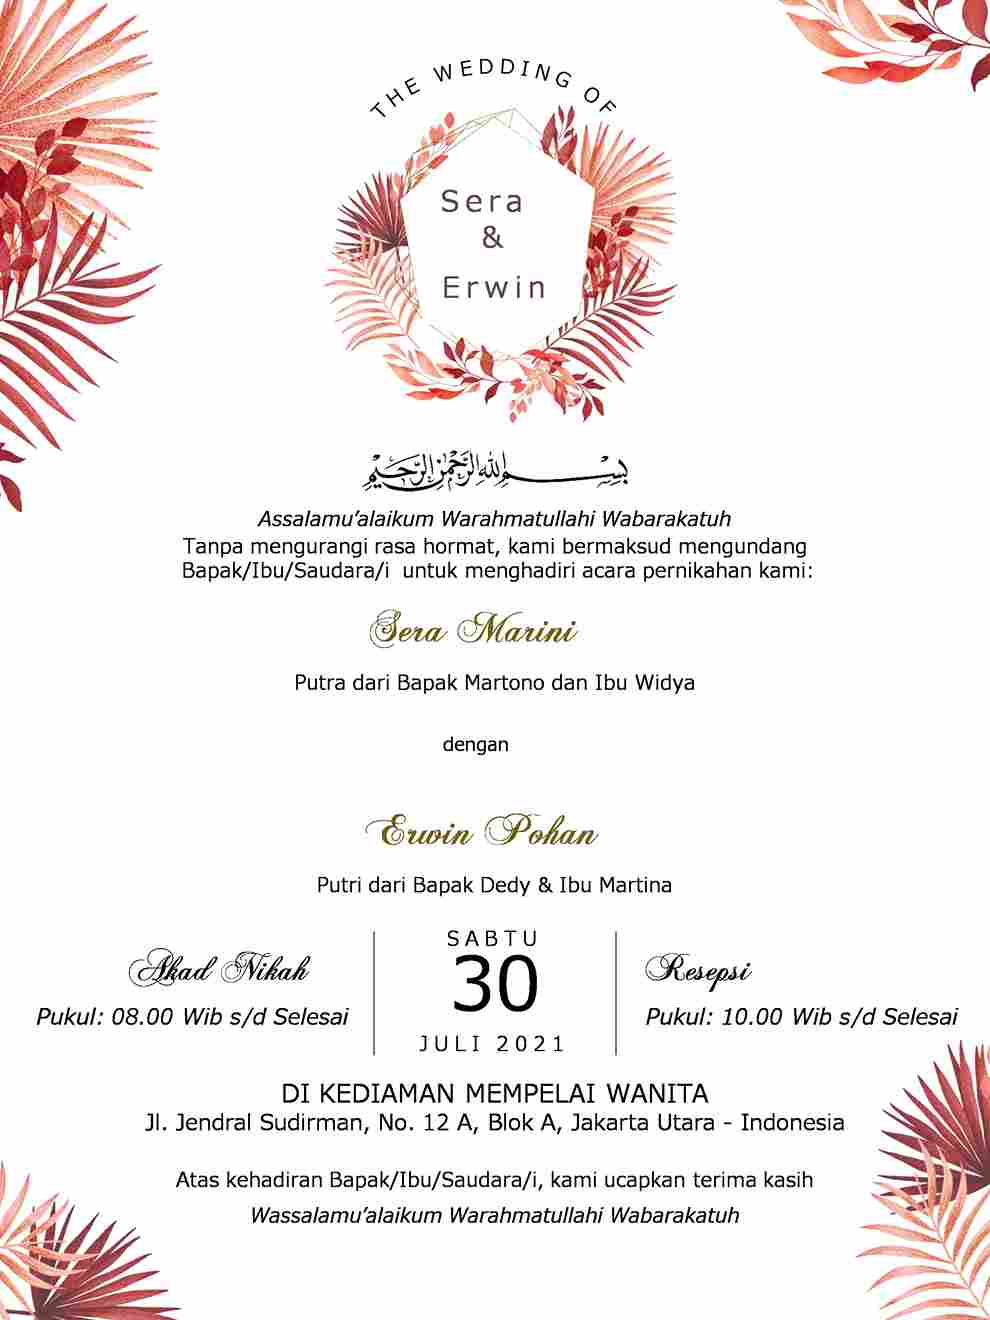 THE WEDDING OF
Sera
&
Erwin
بِسْمِ اللهِ الرَّحْمٰنِ الرَّحِيْمِ
Assalamu’alaikum Warahmatullahi Wabarakatuh
Tanpa mengurangi rasa hormat, kami bermaksud mengundang
Bapak/Ibu/Saudara/i untuk menghadiri acara pernikahan kami:
Sera Marini
Putra dari Bapak Martono dan Ibu Widya
dengan
Erwin Pohan
Putri dari Bapak Dedy & Ibu Martina
Akad Nikah
Pukul: 08.00 Wib s/d Selesai
SABTU
30
JULI 2021
Resepsi
Pukul: 10.00 Wib s/d Selesai
DI KEDIAMAN MEMPELAI WANITA
Jl. Jendral Sudirman, No. 12 A, Blok A, Jakarta Utara - Indonesia
Atas kehadiran Bapak/Ibu/Saudara/i, kami ucapkan terima kasih
Wassalamu’alaikum Warahmatullahi Wabarakatuh